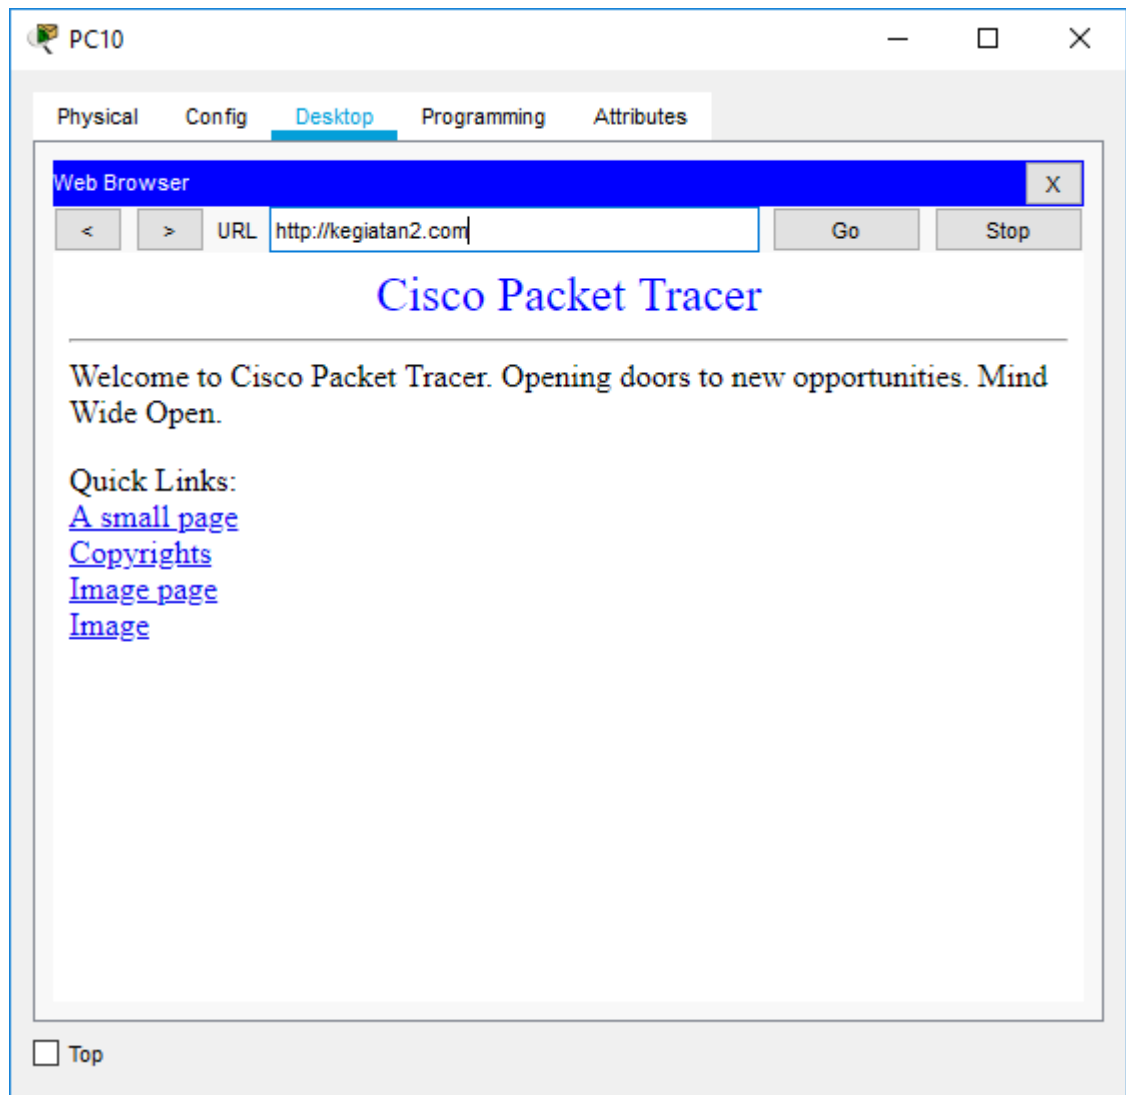 PC10
Physical Config Desktop Programming Attributes
Web Browser X
< > URL http://kegiatan2.com Go Stop
Cisco Packet Tracer
Welcome to Cisco Packet Tracer. Opening doors to new opportunities. Mind
Wide Open.
Quick Links:
A small page
Copyrights
Image page
Image
Top